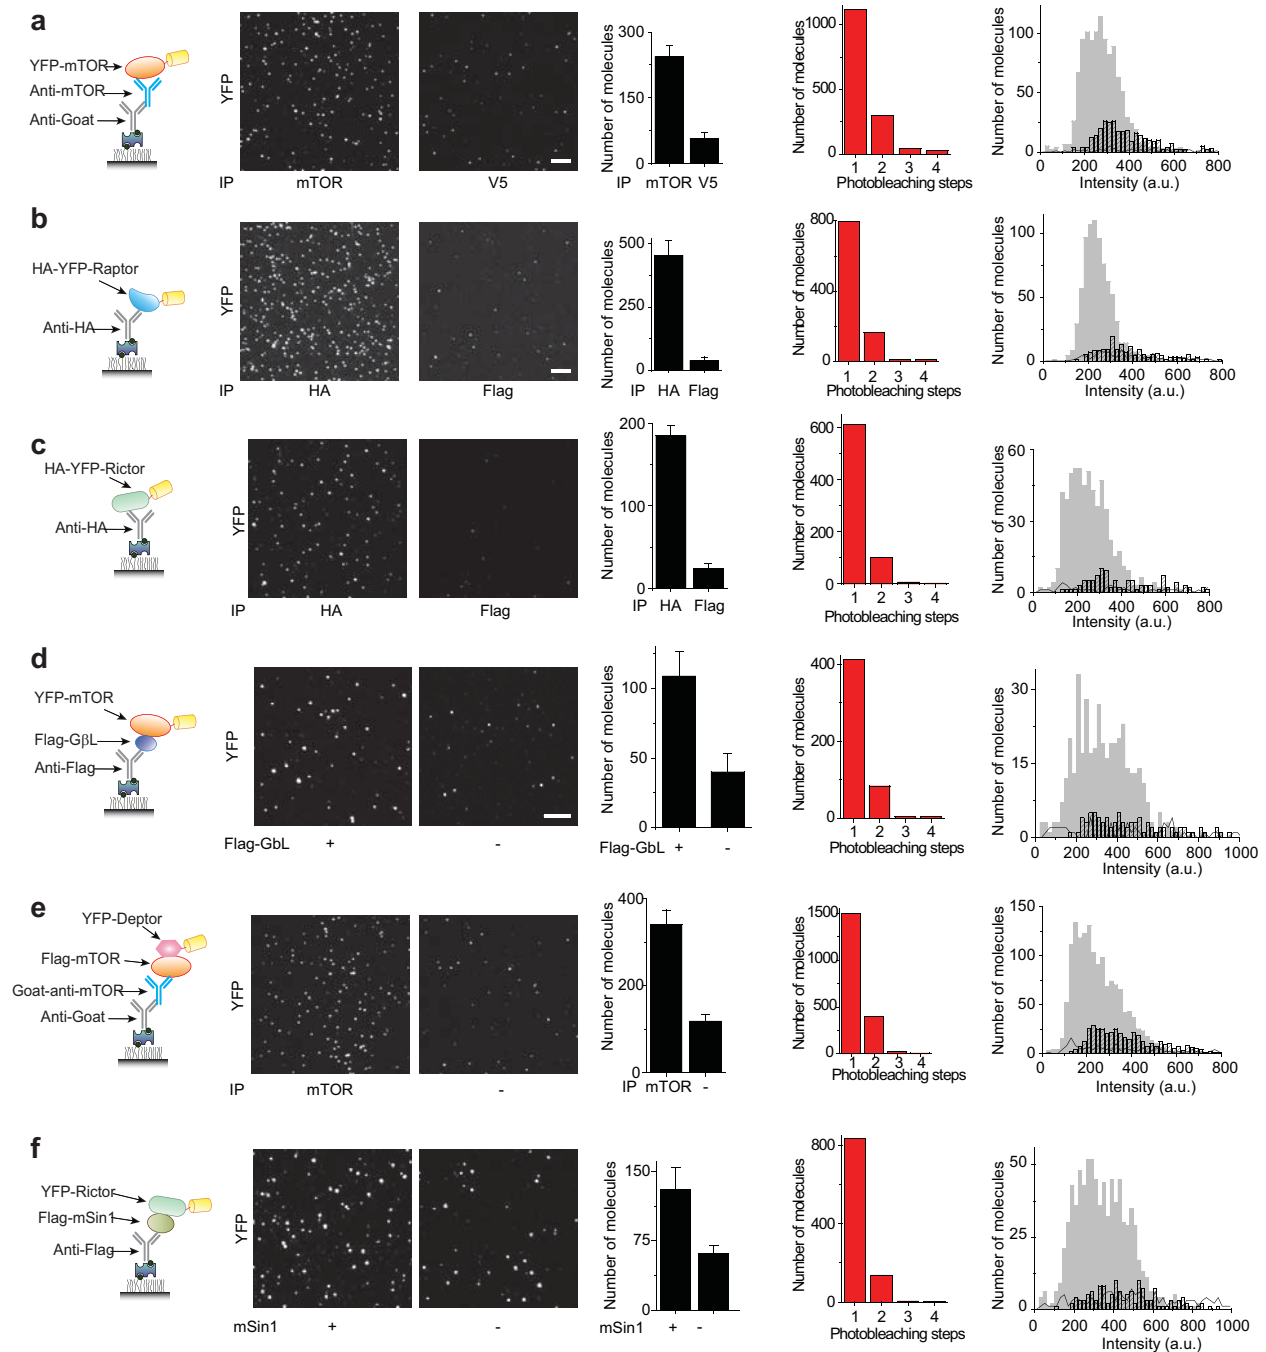 a
YFP-mTOR
Anti-mTOR
Anti-Goat
YFP
IP mTOR V5
Number of molecules
300
150
0
IP mTOR V5
Number of molecules
1000
500
0
1 2 3 4
Photobleaching steps
Number of molecules
100
50
0
0 200 400 600 800
Intensity (a.u.)
b
HA-YFP-Raptor
Anti-HA
YFP
IP HA Flag
Number of molecules
500
250
0
IP HA Flag
Number of molecules
800
400
0
1 2 3 4
Photobleaching steps
Number of molecules
100
50
0
0 200 400 600 800
Intensity (a.u.)
c
HA-YFP-Rictor
Anti-HA
YFP
IP HA Flag
Number of molecules
200
100
0
IP HA Flag
Number of molecules
600
400
200
0
1 2 3 4
Photobleaching steps
Number of molecules
60
30
0
0 200 400 600 800
Intensity (a.u.)
d
YFP-mTOR
Flag-GβL
Anti-Flag
YFP
Flag-GbL + -
Number of molecules
100
50
0
Flag-GbL + -
Number of molecules
400
200
0
1 2 3 4
Photobleaching steps
Number of molecules
30
15
0
0 200 400 600 800 1000
Intensity (a.u.)
e
YFP-Deptor
Flag-mTOR
Goat-anti-mTOR
Anti-Goat
YFP
IP mTOR -
Number of molecules
400
200
0
IP mTOR -
Number of molecules
1500
1000
500
0
1 2 3 4
Photobleaching steps
Number of molecules
150
100
50
0
0 200 400 600 800
Intensity (a.u.)
f
YFP-Rictor
Flag-mSin1
Anti-Flag
YFP
mSin1 + -
Number of molecules
150
75
0
mSin1 + -
Number of molecules
800
400
0
1 2 3 4
Photobleaching steps
Number of molecules
50
25
0
0 200 400 600 800 1000
Intensity (a.u.)